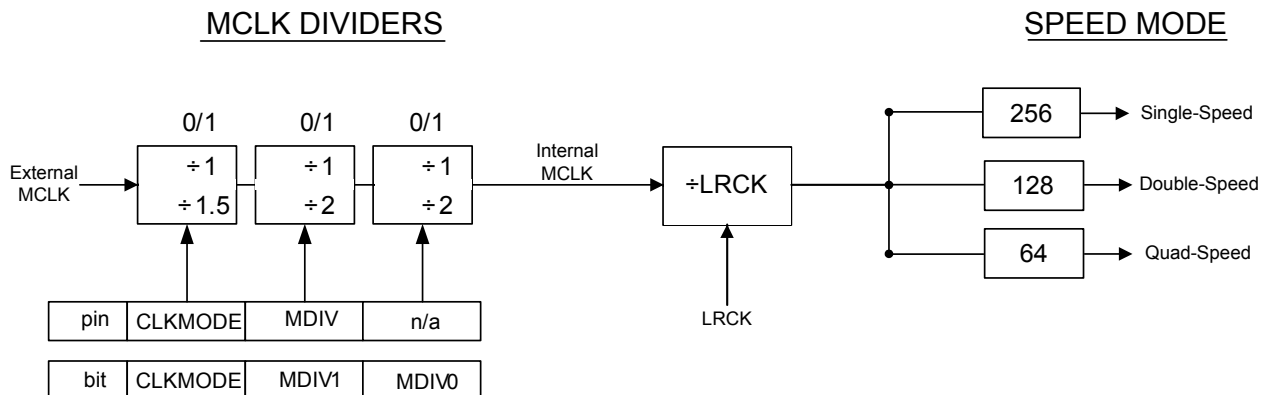 MCLK DIVIDERS
SPEED MODE
0/1 0/1 0/1
External
MCLK
÷1
÷1.5
÷1
÷2
÷1
÷2
Internal
MCLK
÷LRCK
LRCK
256
Single-Speed
128
Double-Speed
64
Quad-Speed
pin CLKMODE MDIV n/a
bit CLKMODE MDIV1 MDIV0